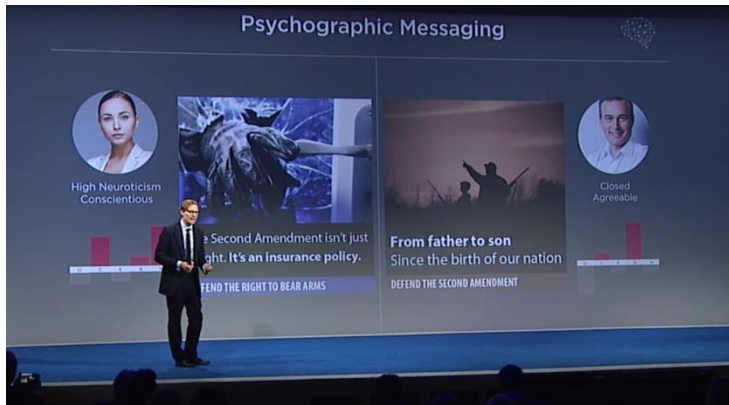 Psychographic Messaging
High Neuroticism
Conscientious
e Second Amendment isn't just
ght. It's an insurance policy.
FEND THE RIGHT TO BEAR ARMS
From father to son
Since the birth of our nation
DEFEND THE SECOND AMENDMENT
Closed
Agreeable
O C E A
O C E A N